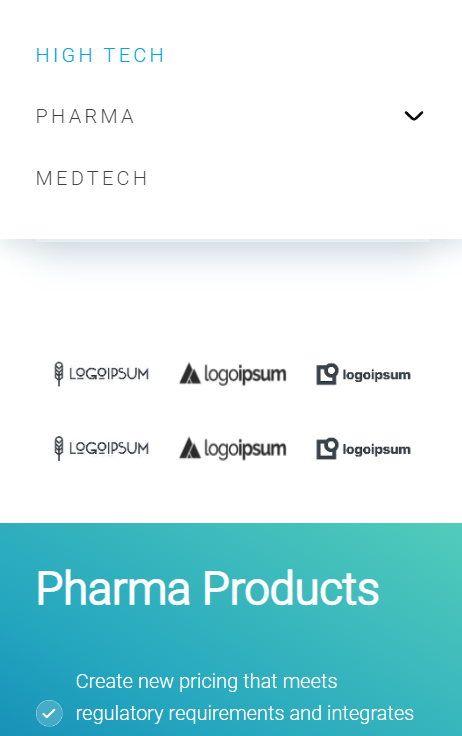 HIGH TECH
PHARMA
MEDTECH
LOGOIPSUM logoipsum logoipsum
LOGOIPSUM logoipsum logoipsum
Pharma Products
Create new pricing that meets
regulatory requirements and integrates